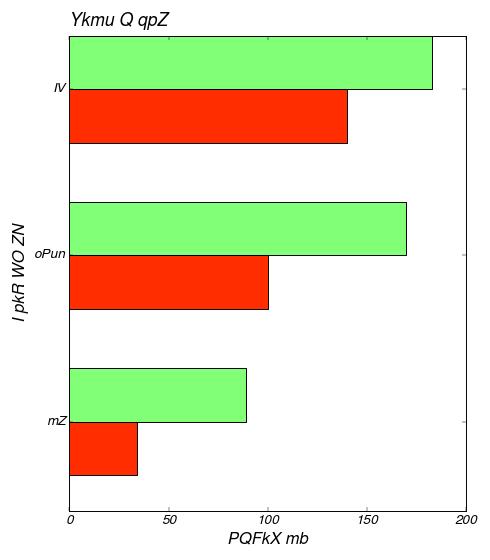 Ykmu Q qpZ
IV
oPun
mZ
I pkR WO ZN
0 50 100 150 200
PQFkX mb